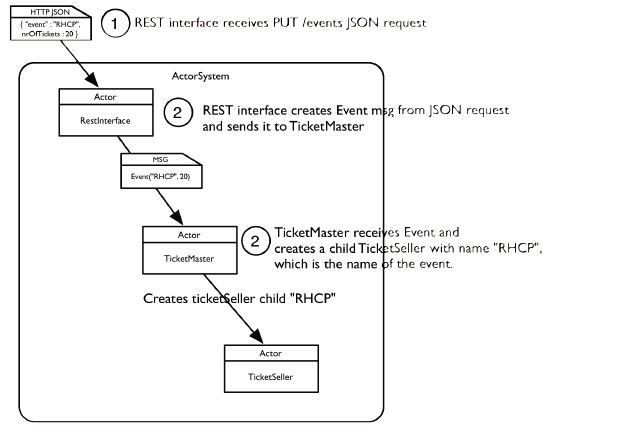 HTTP JSON
{ "event" : "RHCP",
nrOfTickets : 20 }
1
REST interface receives PUT /events JSON request
ActorSystem
Actor
RestInterface
2
REST interface creates Event msg from JSON request
and sends it to TicketMaster
MSG
Event("RHCP", 20)
Actor
TicketMaster
2
TicketMaster receives Event and
creates a child TicketSeller with name "RHCP",
which is the name of the event.
Creates ticketSeller child "RHCP"
Actor
TicketSeller